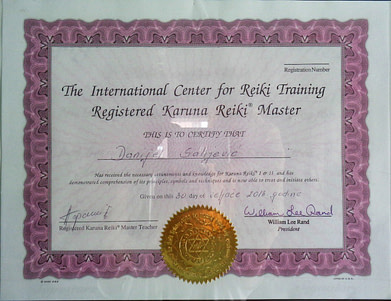 Registration Number
The International Center for Reiki Training
Registered Karuna Reiki® Master
THIS IS TO CERTIFY THAT
Has received the necessary attunements and trainings for Karuna Reiki® I & II, and has
demonstrated comprehension of its principles, symbols and techniques and is now able to treat and initiate others.
Given on this 30 day of
William Lee Rand
Registered Karuna Reiki® Master Teacher
William Lee Rand
President